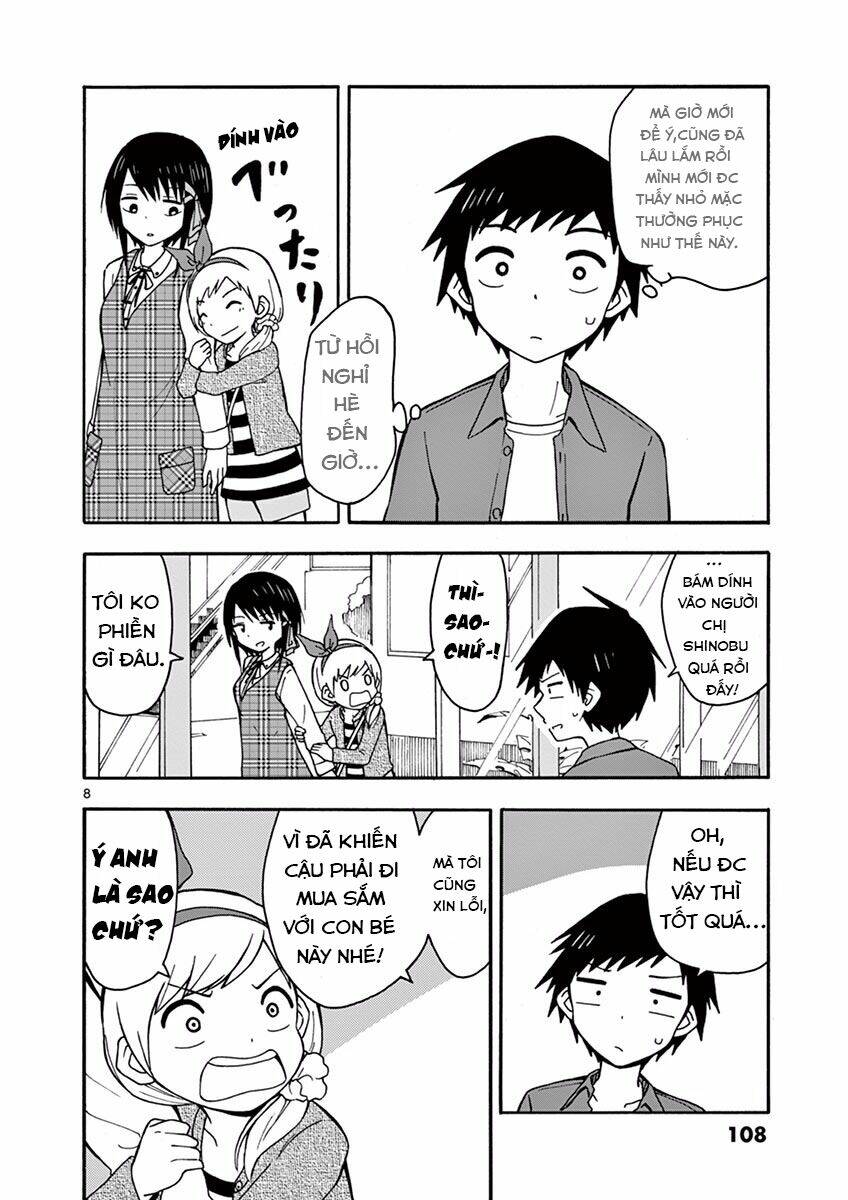 MÀ GIỜ MỚI
ĐỂ Ý,CŨNG ĐÃ
LÂU LẮM RỒI
MÌNH MỚI ĐC
THẤY NHỎ MẶC
THƯỜNG PHỤC
NHƯ THẾ NÀY.
TỪ HỒI
NGHỈ
HÈ
ĐẾN
GIỜ...
DÍNH VÀO
べったり
...
BÁM DÍNH
VÀO NGƯỜI
CHỊ
SHINOBU
QUÁ RỒI
ĐẤY!
THÌ-
SAO-
CHỨ-!
TÔI KO
PHIỀN
GÌ ĐÂU.
8
OH,
NẾU ĐC
VẬY THÌ
TỐT QUÁ...
MÀ TÔI
CŨNG
XIN LỖI,
VÌ ĐÃ KHIẾN
CẬU PHẢI ĐI
MUA SẮM
VỚI CON BÉ
NÀY NHÉ!
Ý ANH
LÀ SAO
CHỨ?
108